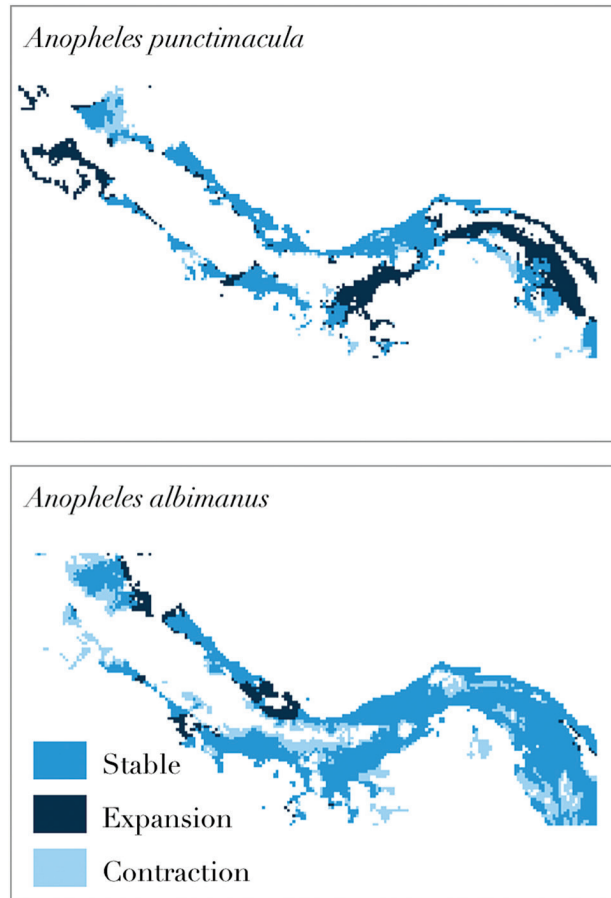 Anopheles punctimacula
Anopheles albimanus
Stable
Expansion
Contraction